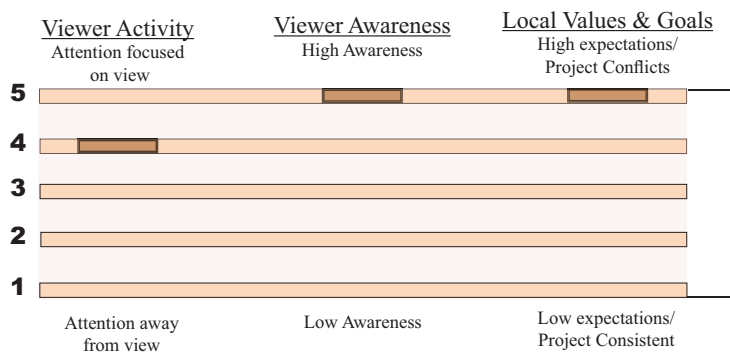 Viewer Activity
Attention focused
on view
Viewer Awareness
High Awareness
Local Values & Goals
High expectations/
Project Conflicts
5
4
3
2
1
Attention away
from view
Low Awareness
Low expectations/
Project Consistent